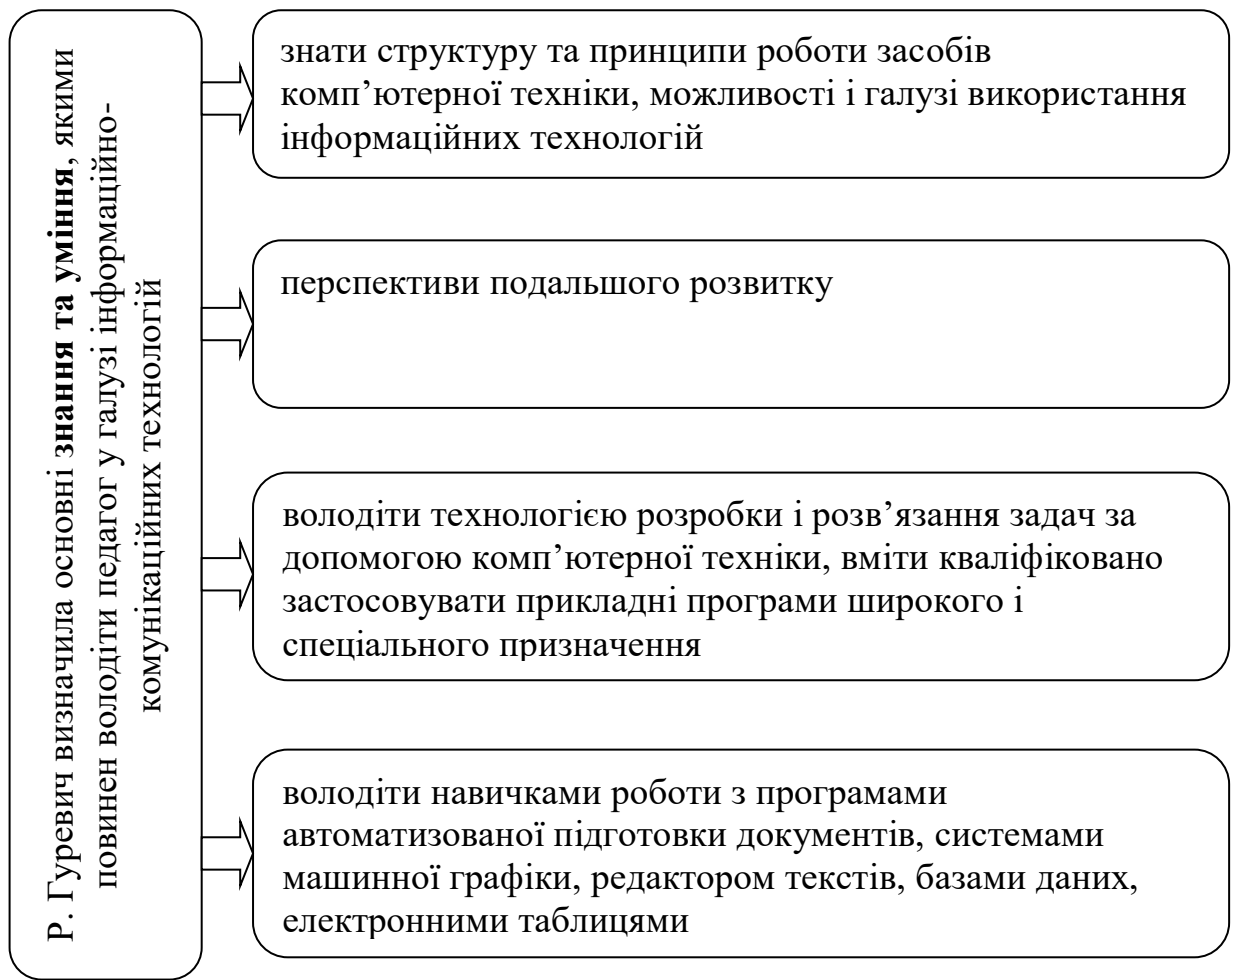 Р. Гуревич визначила основні знання та уміння, якими
повинен володіти педагог у галузі інформаційно-
комунікаційних технологій
знати структуру та принципи роботи засобів
комп’ютерної техніки, можливості і галузі використання
інформаційних технологій
перспективи подальшого розвитку
володіти технологією розробки і розв’язання задач за
допомогою комп’ютерної техніки, вміти кваліфіковано
застосовувати прикладні програми широкого і
спеціального призначення
володіти навичками роботи з програмами
автоматизованої підготовки документів, системами
машинної графіки, редактором текстів, базами даних,
електронними таблицями